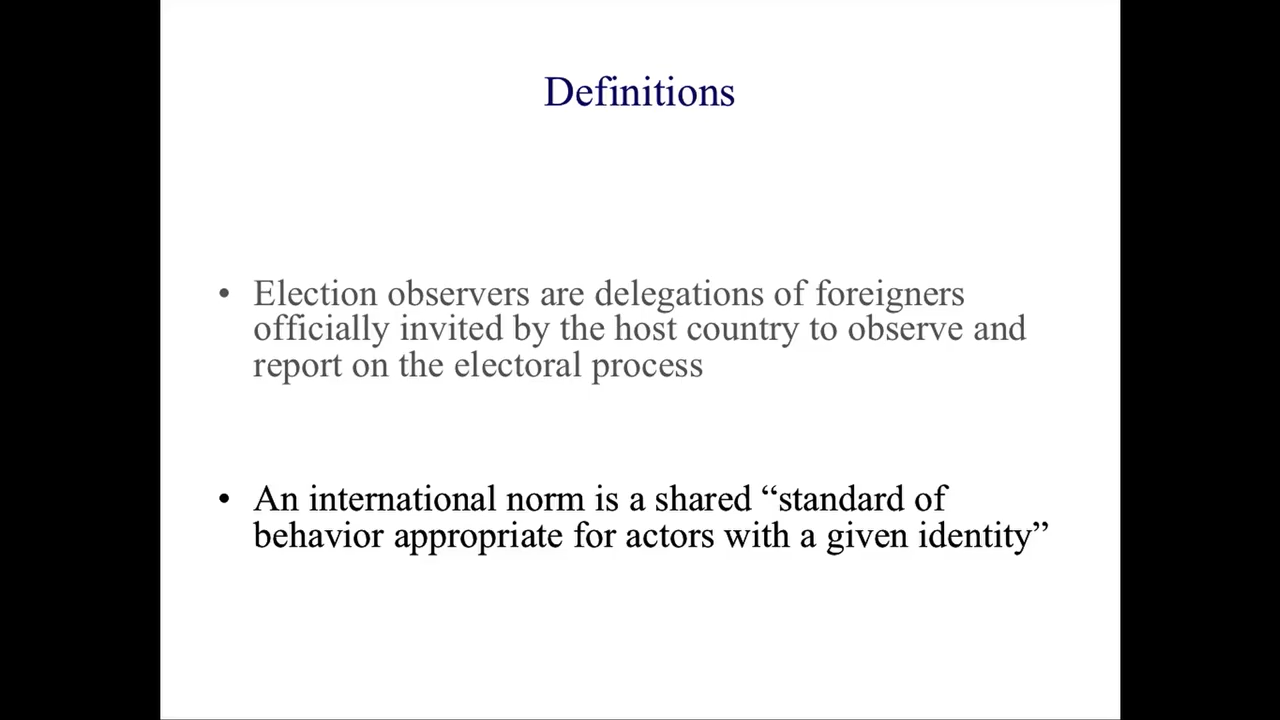 Definitions
• Election observers are delegations of foreigners
officially invited by the host country to observe and
report on the electoral process
• An international norm is a shared “standard of
behavior appropriate for actors with a given identity”